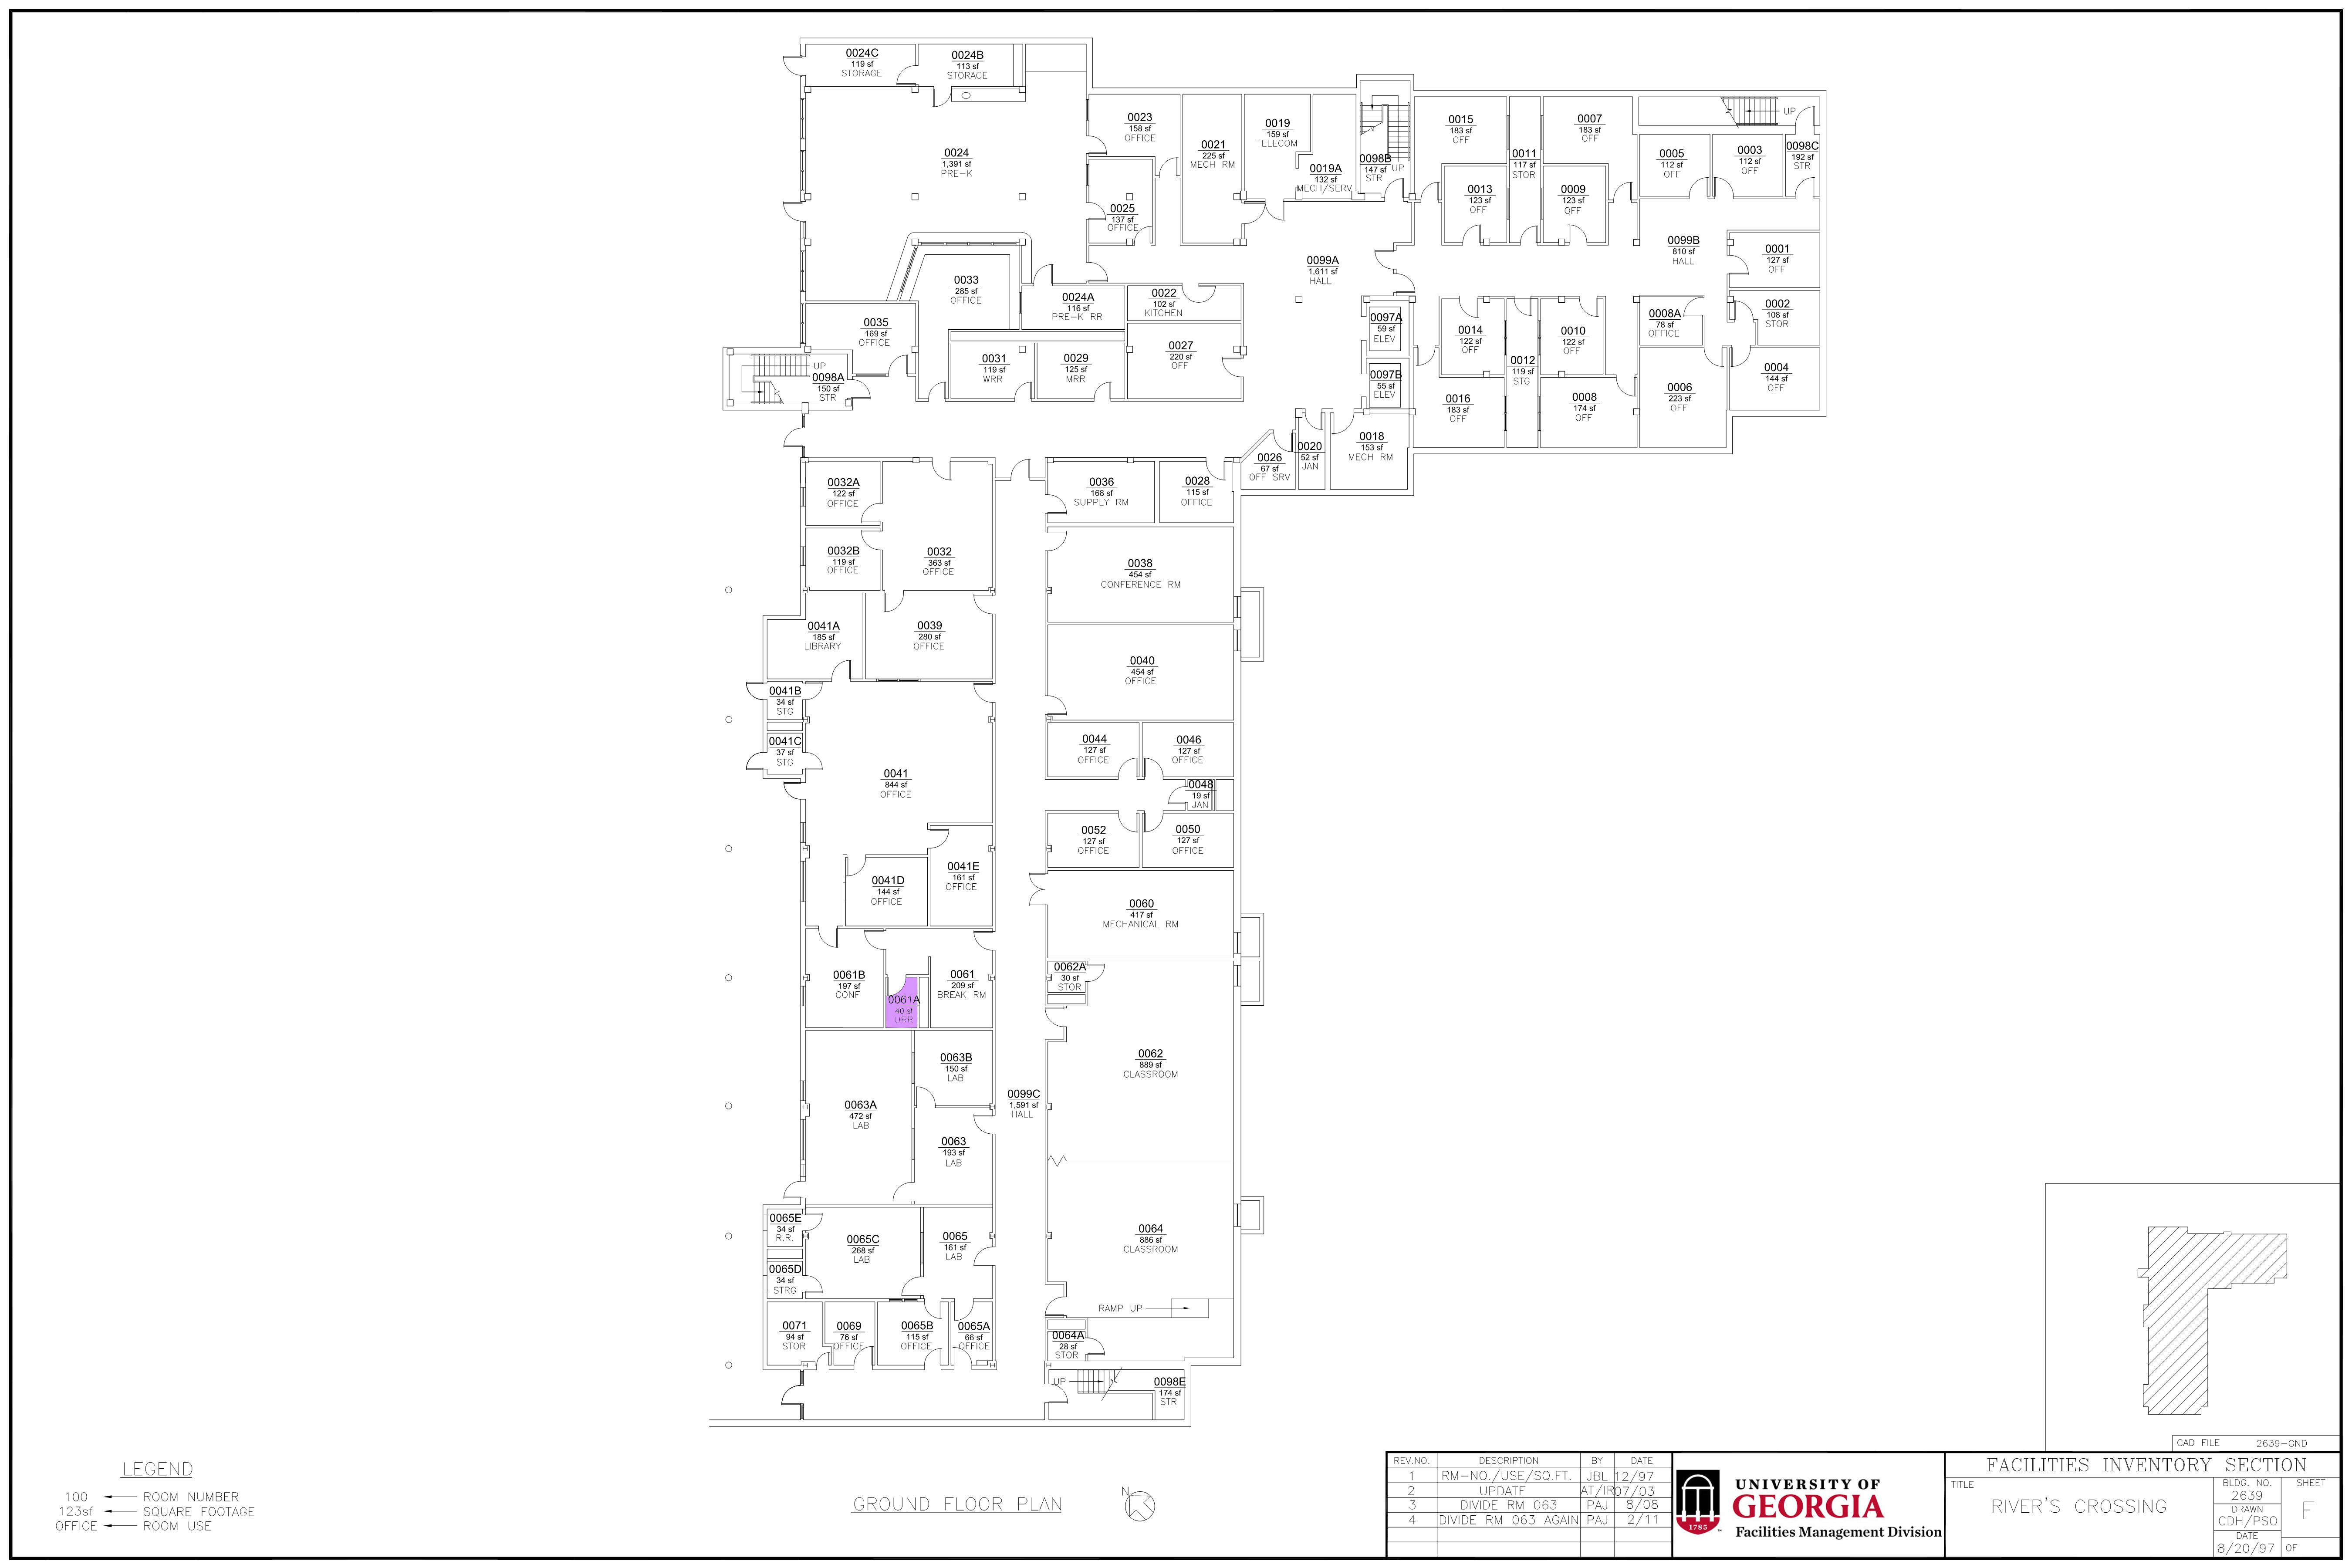 0024C
119 sf
STORAGE
0024B
113 sf
STORAGE
0024
1,391 sf
PRE-K
0023
158 sf
OFFICE
0021
225 sf
MECH RM
0019
159 sf
TELECOM
0019A
132 sf
MECH/SERV
0098B
147 sf
STR
UP
0015
183 sf
OFF
0011
117 sf
STOR
0007
183 sf
OFF
UP
0005
112 sf
OFF
0003
112 sf
OFF
0098C
192 sf
STR
0025
137 sf
OFFICE
0013
123 sf
OFF
0009
123 sf
OFF
0099B
810 sf
HALL
0001
127 sf
OFF
0099A
1,611 sf
HALL
0033
285 sf
OFFICE
0024A
116 sf
PRE-K RR
0022
102 sf
KITCHEN
0002
108 sf
STOR
0035
169 sf
OFFICE
0097A
59 sf
ELEV
0014
122 sf
OFF
0010
122 sf
OFF
0008A
78 sf
OFFICE
0031
119 sf
WRR
0029
125 sf
MRR
0027
220 sf
OFF
0012
119 sf
STG
UP
0098A
150 sf
STR
0097B
55 sf
ELEV
0016
183 sf
OFF
0008
174 sf
OFF
0006
223 sf
OFF
0004
144 sf
OFF
0026
67 sf
OFF SRV
0020
52 sf
JAN
0018
153 sf
MECH RM
0032A
122 sf
OFFICE
0036
168 sf
SUPPLY RM
0028
115 sf
OFFICE
0032B
119 sf
OFFICE
0032
363 sf
OFFICE
0038
454 sf
CONFERENCE RM
0041A
185 sf
LIBRARY
0039
280 sf
OFFICE
0040
454 sf
OFFICE
0041B
34 sf
STG
0041C
37 sf
STG
0044
127 sf
OFFICE
0046
127 sf
OFFICE
0041
844 sf
OFFICE
0048
19 sf
JAN
0052
127 sf
OFFICE
0050
127 sf
OFFICE
0041D
144 sf
OFFICE
0041E
161 sf
OFFICE
0060
417 sf
MECHANICAL RM
0061B
197 sf
CONF
0061A
40 sf
URR
0061
209 sf
BREAK RM
0062A
30 sf
STOR
0063B
150 sf
LAB
0062
889 sf
CLASSROOM
0063A
472 sf
LAB
0099C
1,591 sf
HALL
0063
193 sf
LAB
0065E
34 sf
R.R.
0065C
268 sf
LAB
0065
161 sf
LAB
0064
886 sf
CLASSROOM
0065D
34 sf
STRG
RAMP UP
0071
94 sf
STOR
0069
76 sf
OFFICE
0065B
115 sf
OFFICE
0065A
66 sf
OFFICE
0064A
28 sf
STOR
UP
0098E
174 sf
STR
LEGEND
100 ROOM NUMBER
123sf SQUARE FOOTAGE
OFFICE ROOM USE
GROUND FLOOR PLAN
N
REV.NO. DESCRIPTION BY DATE
1 RM-NO./USE/SQ.FT. JBL 12/97
2 UPDATE AT/IR 07/03
3 DIVIDE RM 063 PAJ 8/08
4 DIVIDE RM 063 AGAIN PAJ 2/11
1785
UNIVERSITY OF
GEORGIA
Facilities Management Division
CAD FILE 2639-GND
FACILITIES INVENTORY SECTION
TITLE
RIVER'S CROSSING
BLDG. NO.
2639
DRAWN
CDH/PSO
DATE
8/20/97
SHEET
F
OF